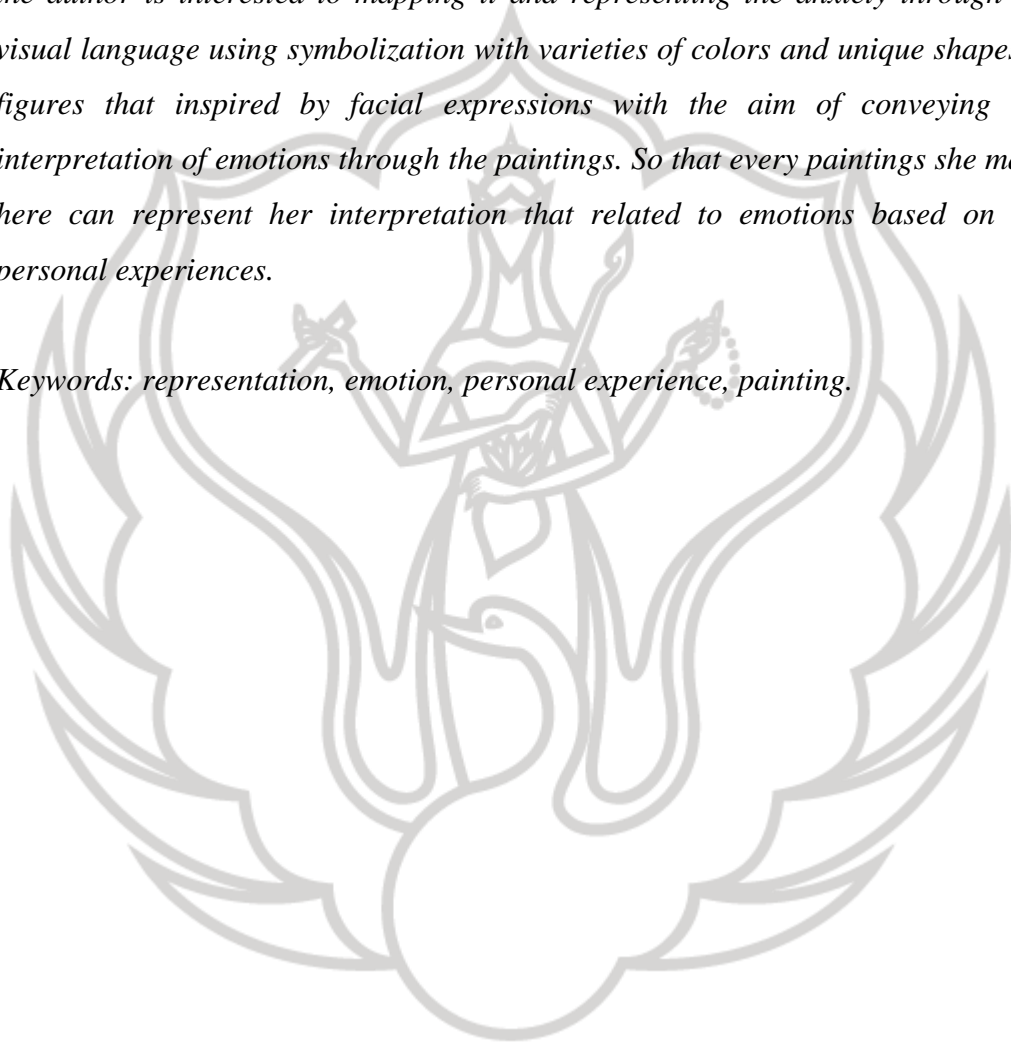 visual language using symbolization with varieties of colors and unique shapes
figures that inspired by facial expressions with the aim of conveying
interpretation of emotions through the paintings. So that every paintings she
here can represent her interpretation that related to emotions based on
personal experiences.
Keywords: representation, emotion, personal experience, painting.